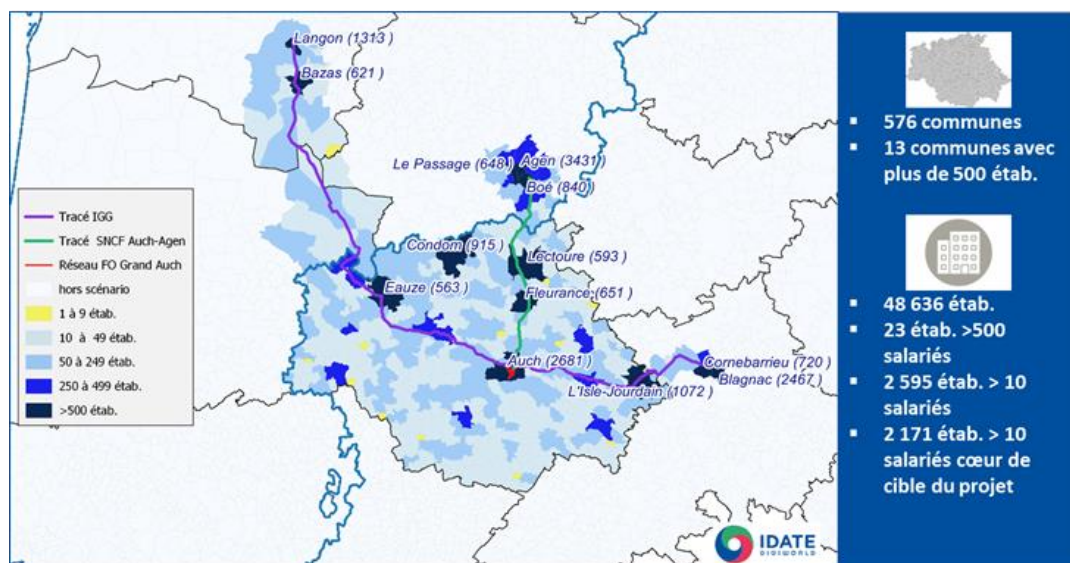 Langon (1313)
Bazas (621)
Le Passage (648)
Agen (3431)
Boé (840)
Condom (915)
Lectoure (593)
Eauze (563)
Fleurance (651)
Auch (2681)
Cornebarrieu (720)
Blagnac (2467)
L'Isle-Jourdain (1072)
Tracé IGG
Tracé SNCF Auch-Agen
Réseau FO Grand Auch
hors scénario
1 à 9 étab.
10 à 49 étab.
50 à 249 étab.
250 à 499 étab.
>500 étab.
IDATE
DIGIWORLD
▪ 576 communes
▪ 13 communes avec
plus de 500 étab.
▪ 48 636 étab.
▪ 23 étab. >500
salariés
▪ 2 595 étab. > 10
salariés
▪ 2 171 étab. > 10
salariés cœur de
cible du projet